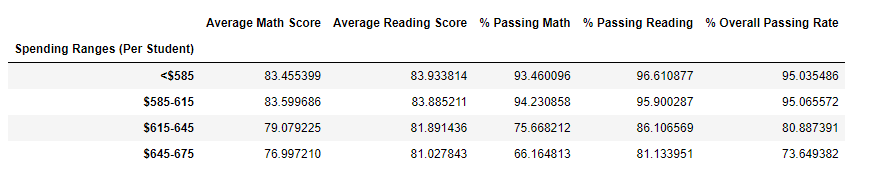 Average Math Score Average Reading Score % Passing Math % Passing Reading % Overall Passing Rate
Spending Ranges (Per Student)
<$585 83.455399 83.933814 93.460096 96.610877 95.035486
$585-615 83.599686 83.885211 94.230858 95.900287 95.065572
$615-645 79.079225 81.891436 75.668212 86.106569 80.887391
$645-675 76.997210 81.027843 66.164813 81.133951 73.649382